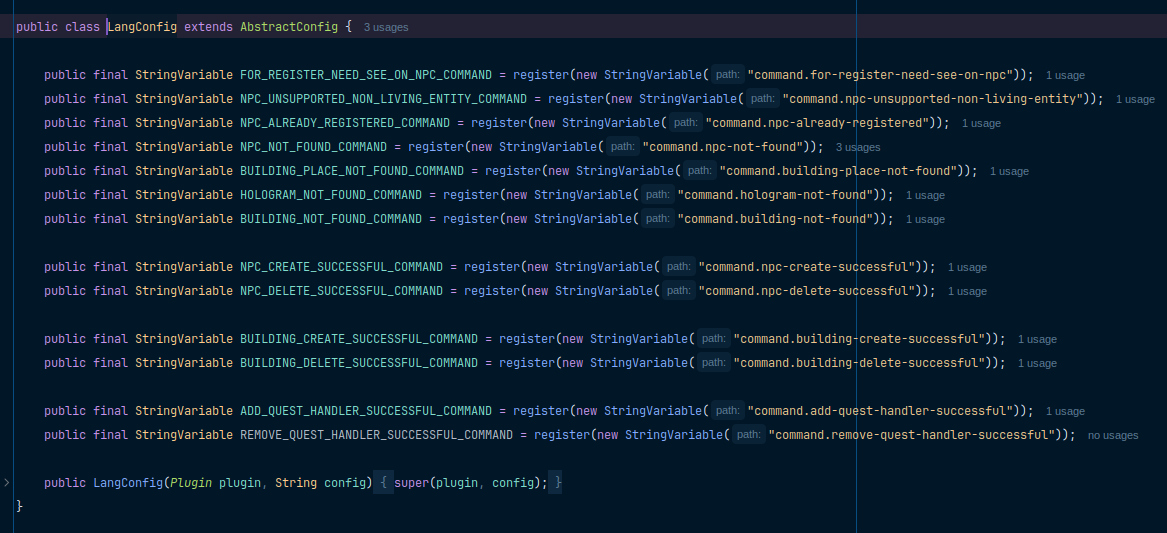 public class LangConfig extends AbstractConfig { 3 usages
public final StringVariable FOR_REGISTER_NEED_SEE_ON_NPC_COMMAND = register(new StringVariable( path: "command.for-register-need-see-on-npc")); 1 usage
public final StringVariable NPC_UNSUPPORTED_NON_LIVING_ENTITY_COMMAND = register(new StringVariable( path: "command.npc-unsupported-non-living-entity")); 1 usage
public final StringVariable NPC_ALREADY_REGISTERED_COMMAND = register(new StringVariable( path: "command.npc-already-registered")); 1 usage
public final StringVariable NPC_NOT_FOUND_COMMAND = register(new StringVariable( path: "command.npc-not-found")); 3 usages
public final StringVariable BUILDING_PLACE_NOT_FOUND_COMMAND = register(new StringVariable( path: "command.building-place-not-found")); 1 usage
public final StringVariable HOLOGRAM_NOT_FOUND_COMMAND = register(new StringVariable( path: "command.hologram-not-found")); 1 usage
public final StringVariable BUILDING_NOT_FOUND_COMMAND = register(new StringVariable( path: "command.building-not-found")); 1 usage
public final StringVariable NPC_CREATE_SUCCESSFUL_COMMAND = register(new StringVariable( path: "command.npc-create-successful")); 1 usage
public final StringVariable NPC_DELETE_SUCCESSFUL_COMMAND = register(new StringVariable( path: "command.npc-delete-successful")); 1 usage
public final StringVariable BUILDING_CREATE_SUCCESSFUL_COMMAND = register(new StringVariable( path: "command.building-create-successful")); 1 usage
public final StringVariable BUILDING_DELETE_SUCCESSFUL_COMMAND = register(new StringVariable( path: "command.building-delete-successful")); 1 usage
public final StringVariable ADD_QUEST_HANDLER_SUCCESSFUL_COMMAND = register(new StringVariable( path: "command.add-quest-handler-successful")); 1 usage
public final StringVariable REMOVE_QUEST_HANDLER_SUCCESSFUL_COMMAND = register(new StringVariable( path: "command.remove-quest-handler-successful")); no usages
public LangConfig(Plugin plugin, String config) { super(plugin, config); }
}